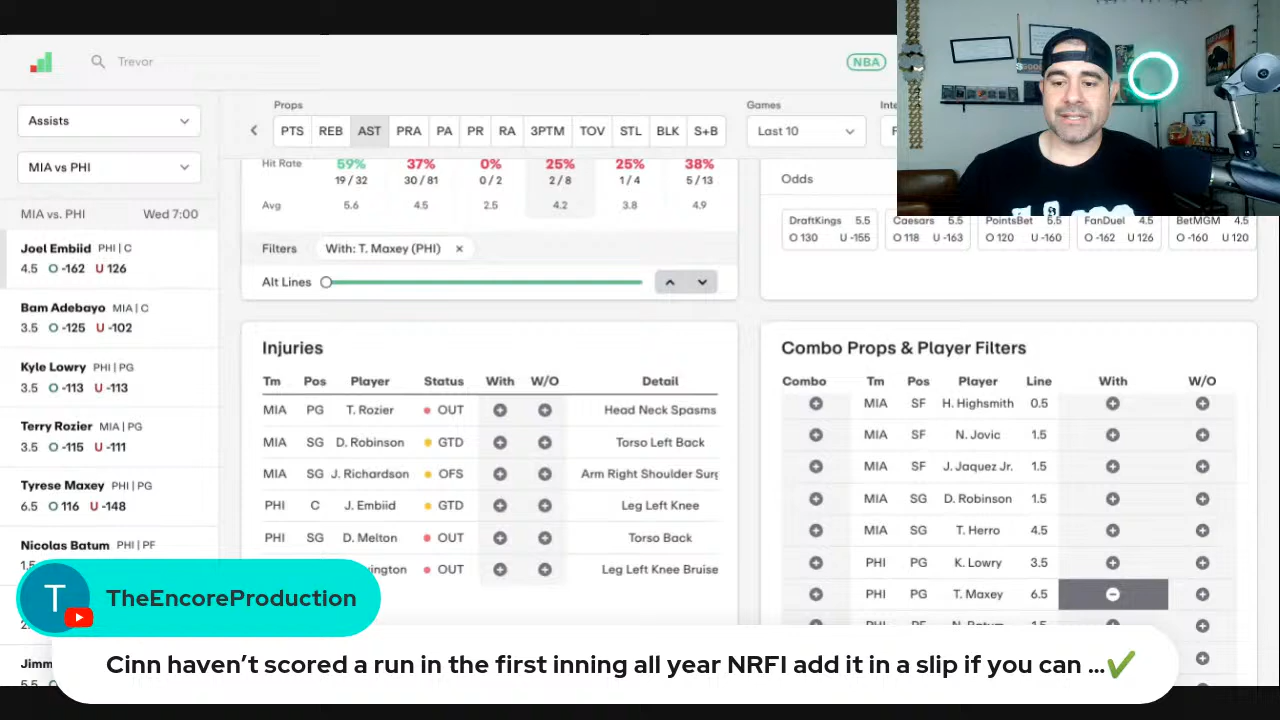 Trevor
NBA
Assists
MIA vs PHI
MIA vs. PHI Wed 7:00
Joel Embiid PHI | C
4.5 O -162 U 126
Bam Adebayo MIA | C
3.5 O -125 U -102
Kyle Lowry PHI | PG
3.5 O -113 U -113
Terry Rozier MIA | PG
3.5 O -115 U -111
Tyrese Maxey PHI | PG
6.5 O 116 U -148
Nicolas Batum PHI | PF
Props
PTS REB AST PRA PA PR RA 3PTM TOV STL BLK S+B
Games
Last 10
Hit Rate 59% 37% 0% 25% 25% 38%
19 / 32 30 / 81 0 / 2 2 / 8 1 / 4 5 / 13
Avg 5.6 4.5 2.5 4.2 3.8 4.9
Filters With: T. Maxey (PHI) ×
Alt Lines
Odds
DraftKings 5.5 Caesars 5.5 PointsBet 5.5 FanDuel 4.5 BetMGM 4.5
O 130 U -155 O 118 U -163 O 120 U -160 O -162 U 126 O -160 U 120
Injuries
Tm Pos Player Status With W/O Detail
MIA PG T. Rozier OUT Head Neck Spasms
MIA SG D. Robinson GTD Torso Left Back
MIA SG J. Richardson OFS Arm Right Shoulder Surg
PHI C J. Embiid GTD Leg Left Knee
PHI SG D. Melton OUT Torso Back
vington OUT Leg Left Knee Bruise
Combo Props & Player Filters
Combo Tm Pos Player Line With W/O
MIA SF H. Highsmith 0.5
MIA SF N. Jovic 1.5
MIA SF J. Jaquez Jr. 1.5
MIA SG D. Robinson 1.5
MIA SG T. Herro 4.5
PHI PG K. Lowry 3.5
PHI PG T. Maxey 6.5
PHI PF N. Batum 1.5
T TheEncoreProduction
Cinn haven't scored a run in the first inning all year NRFI add it in a slip if you can ...✔